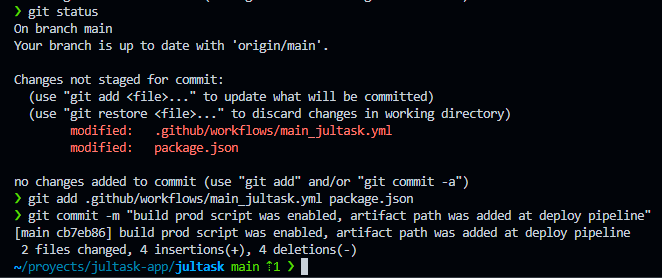 ❯ git status
On branch main
Your branch is up to date with 'origin/main'.
Changes not staged for commit:
  (use "git add <file>..." to update what will be committed)
  (use "git restore <file>..." to discard changes in working directory)
        modified:   .github/workflows/main_jultask.yml
        modified:   package.json
no changes added to commit (use "git add" and/or "git commit -a")
❯ git add .github/workflows/main_jultask.yml package.json
❯ git commit -m "build prod script was enabled, artifact path was added at deploy pipeline"
[main cb7eb86] build prod script was enabled, artifact path was added at deploy pipeline
 2 files changed, 4 insertions(+), 4 deletions(-)
~/proyects/jultask-app/jultask main ⇡1 ❯